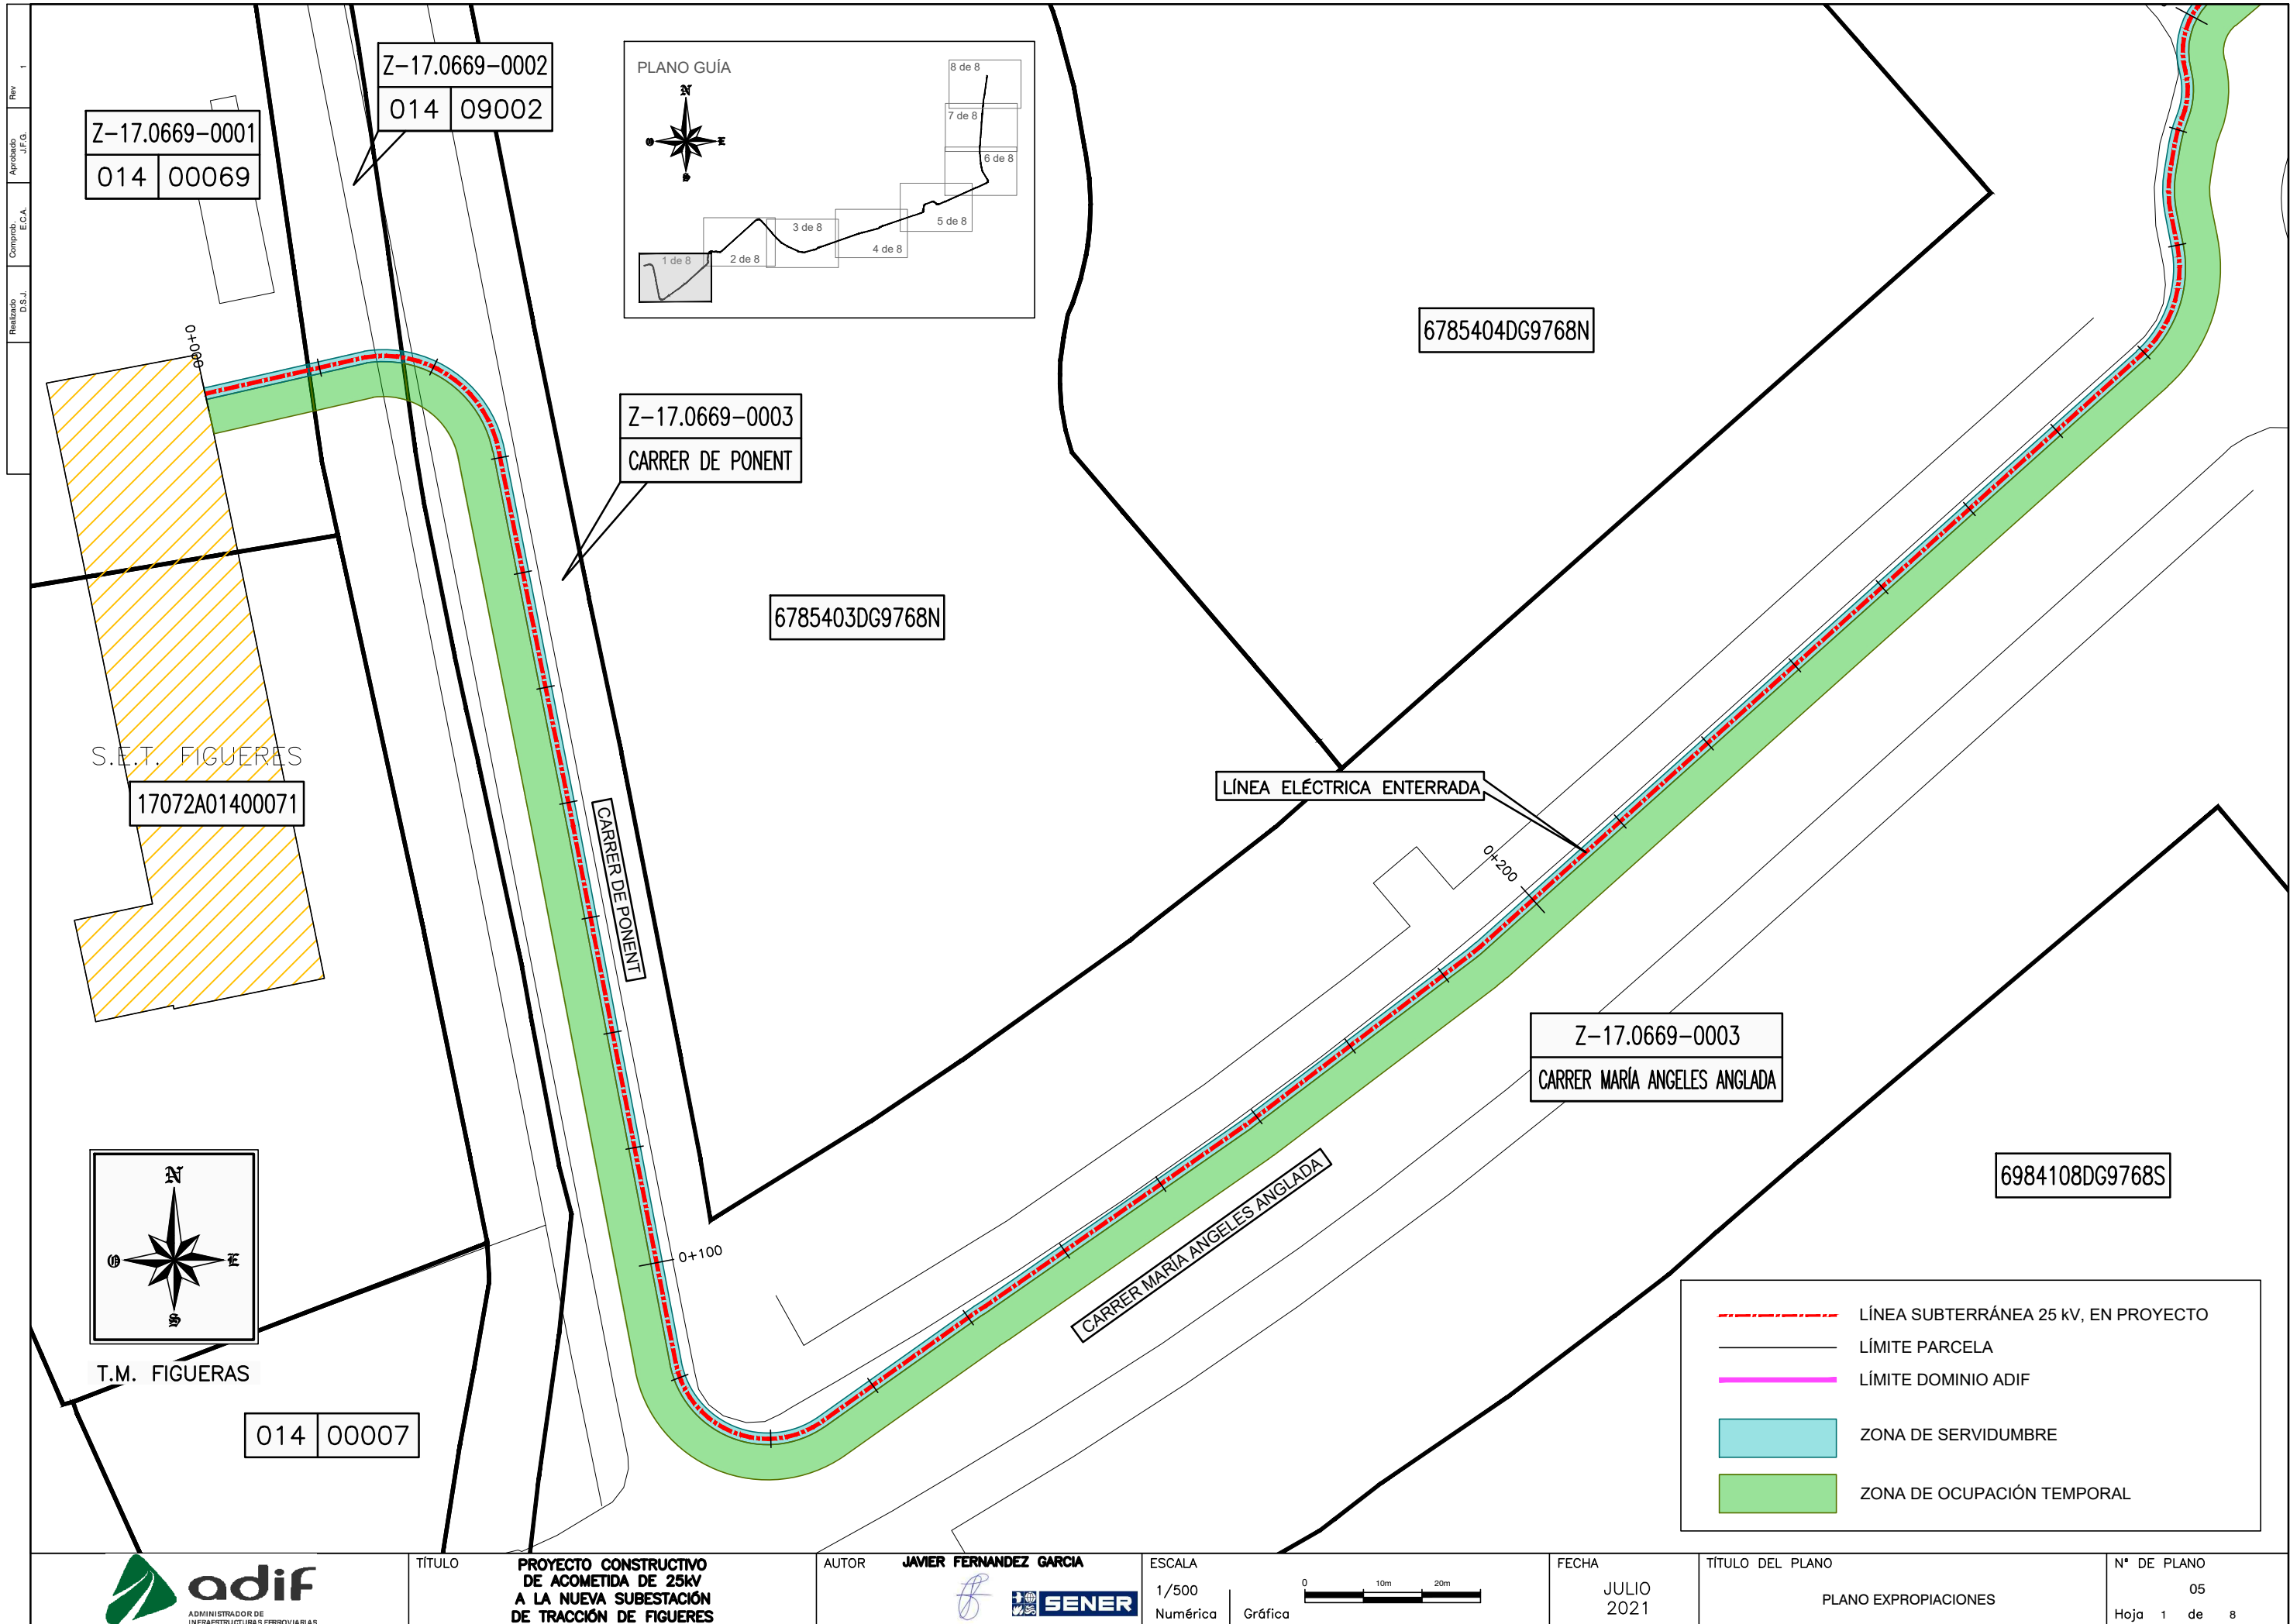 Rev
1
Aprobado
J.F.G.
Comprob.
E.C.A.
Realizado
D.S.J.
Z-17.0669-0001
014 00069
Z-17.0669-0002
014 09002
PLANO GUÍA
N
O
E
S
8 de 8
7 de 8
6 de 8
5 de 8
4 de 8
3 de 8
2 de 8
1 de 8
6785404DG9768N
0+000
Z-17.0669-0003
CARRER DE PONENT
6785403DG9768N
S.E.T. FIGUERES
17072A01400071
CARRER DE PONENT
LÍNEA ELÉCTRICA ENTERRADA
0+200
Z-17.0669-0003
CARRER MARÍA ANGELES ANGLADA
6984108DG9768S
CARRER MARÍA ANGELES ANGLADA
0+100
N
O
E
S
T.M. FIGUERAS
014 00007
LÍNEA SUBTERRÁNEA 25 kV, EN PROYECTO
LÍMITE PARCELA
LÍMITE DOMINIO ADIF
ZONA DE SERVIDUMBRE
ZONA DE OCUPACIÓN TEMPORAL
adif
ADMINISTRADOR DE
INFRAESTRUCTURAS FERROVIARIAS
TÍTULO
PROYECTO CONSTRUCTIVO
DE ACOMETIDA DE 25kV
A LA NUEVA SUBESTACIÓN
DE TRACCIÓN DE FIGUERES
AUTOR
JAVIER FERNANDEZ GARCIA
SENER
ESCALA
1/500
Numérica
Gráfica
0 10m 20m
FECHA
JULIO
2021
TÍTULO DEL PLANO
PLANO EXPROPIACIONES
Nº DE PLANO
05
Hoja 1 de 8